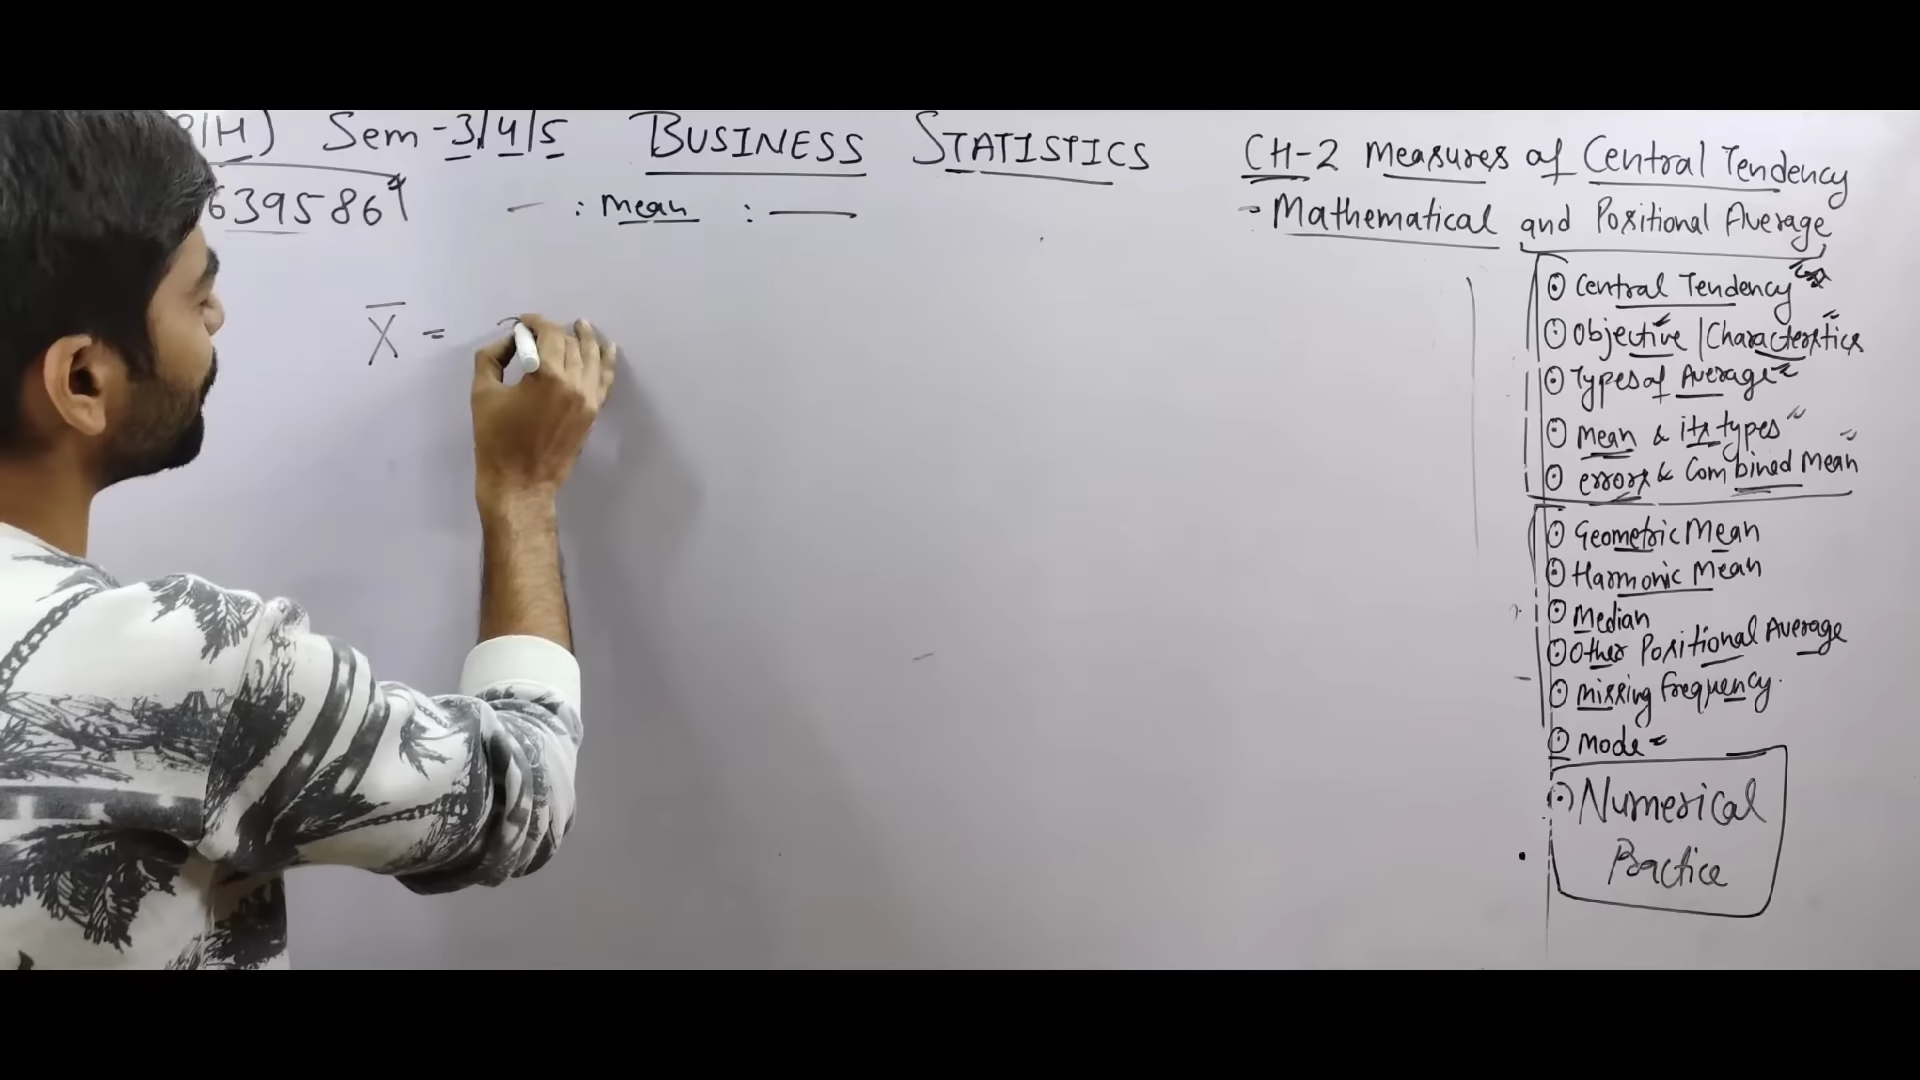 (H) Sem-3/4/5 BUSINESS STATISTICS
6395864
: Mean :
X̄ =
CH-2 Measures of Central Tendency
- Mathematical and Positional Average
⊙ Central Tendency
⊙ Objective | Characteristics
⊙ Types of Average
⊙ Mean & its types
⊙ errors & Combined Mean
⊙ Geometric Mean
⊙ Harmonic Mean
⊙ Median
⊙ Other Positional Average
⊙ missing frequency.
⊙ Mode
⊙ Numerical
Practice